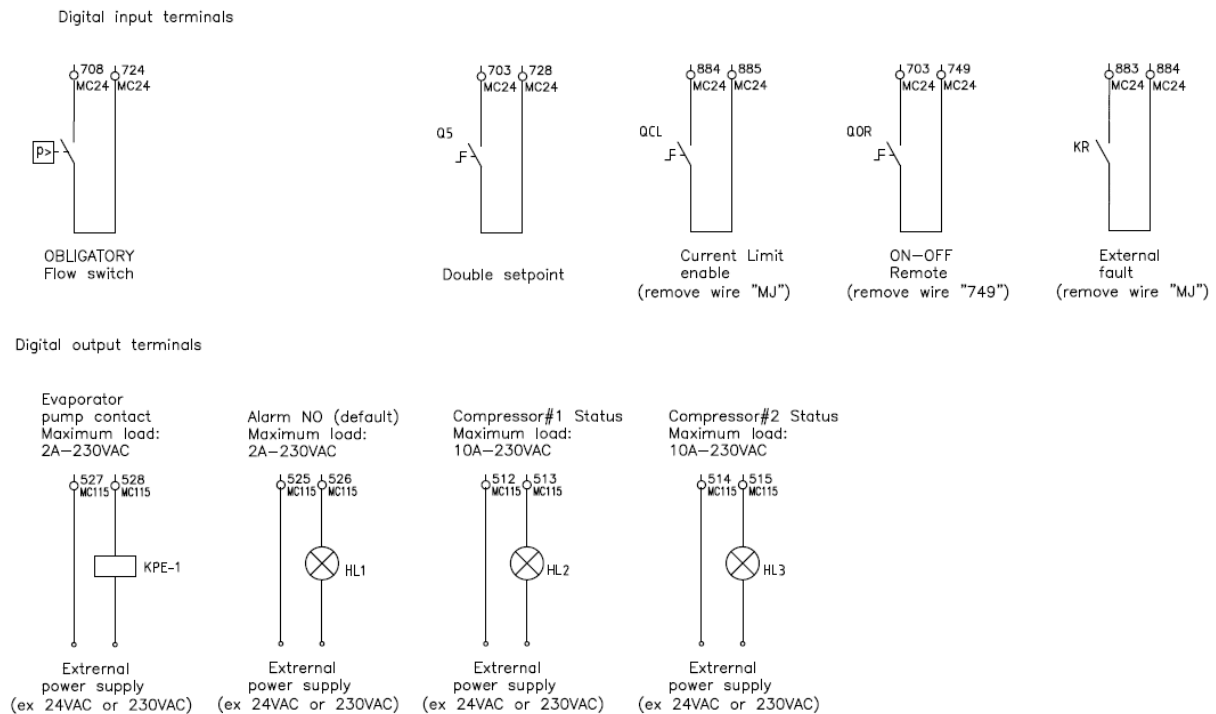 Digital input terminals
708 724
MC24 MC24
P>
OBLIGATORY
Flow switch
703 728
MC24 MC24
Q5
Double setpoint
884 885
MC24 MC24
QCL
Current Limit
enable
(remove wire "MJ")
703 749
MC24 MC24
QOR
ON-OFF
Remote
(remove wire "749")
883 884
MC24 MC24
KR
External
fault
(remove wire "MJ")
Digital output terminals
Evaporator
pump contact
Maximum load:
2A-230VAC
527 528
MC115 MC115
KPE-1
Extrernal
power supply
(ex 24VAC or 230VAC)
Alarm NO (default)
Maximum load:
2A-230VAC
525 526
MC115 MC115
HL1
Extrernal
power supply
(ex 24VAC or 230VAC)
Compressor#1 Status
Maximum load:
10A-230VAC
512 513
MC115 MC115
HL2
Extrernal
power supply
(ex 24VAC or 230VAC)
Compressor#2 Status
Maximum load:
10A-230VAC
514 515
MC115 MC115
HL3
Extrernal
power supply
(ex 24VAC or 230VAC)